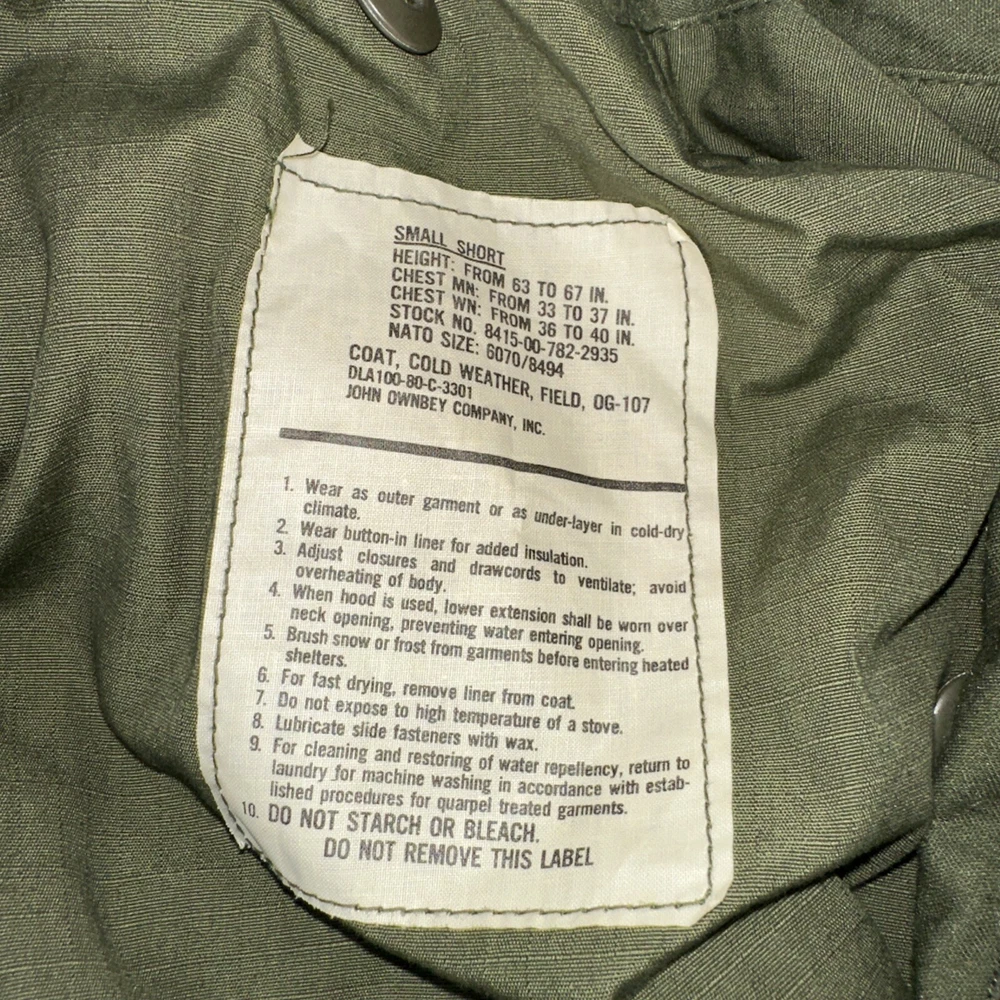 SMALL SHORT
HEIGHT: FROM 63 TO 67 IN.
CHEST MN: FROM 33 TO 37 IN.
CHEST WN: FROM 36 TO 40 IN.
STOCK NO. 8415-00-782-2935
NATO SIZE: 6070/8494
COAT, COLD WEATHER, FIELD, OG-107
DLA100-80-C-3301
JOHN OWNBEY COMPANY, INC.
1. Wear as outer garment or as under-layer in cold-dry
climate.
2. Wear button-in liner for added insulation.
3. Adjust closures and drawcords to ventilate; avoid
overheating of body.
4. When hood is used, lower extension shall be worn over
neck opening, preventing water entering opening.
5. Brush snow or frost from garments before entering heated
shelters.
6. For fast drying, remove liner from coat.
7. Do not expose to high temperature of a stove.
8. Lubricate slide fasteners with wax.
9. For cleaning and restoring of water repellency, return to
laundry for machine washing in accordance with estab-
lished procedures for quarpel treated garments.
10. DO NOT STARCH OR BLEACH.
DO NOT REMOVE THIS LABEL